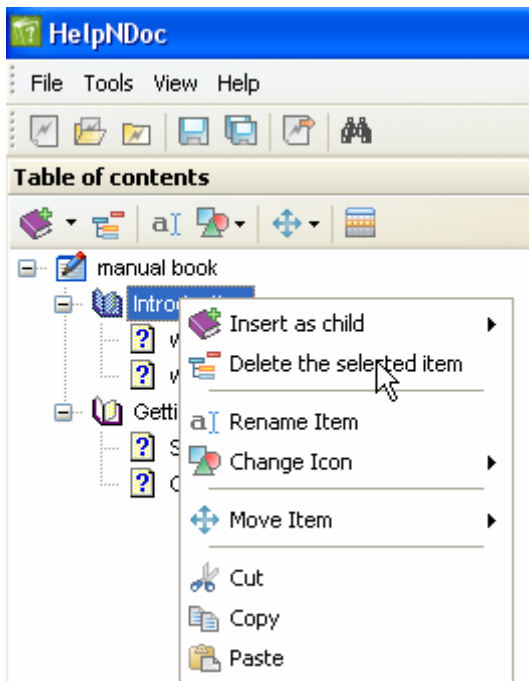 HelpNDoc
File Tools View Help
Table of contents
manual book
Insert as child
Delete the selected item
Rename Item
Change Icon
Move Item
Cut
Copy
Paste